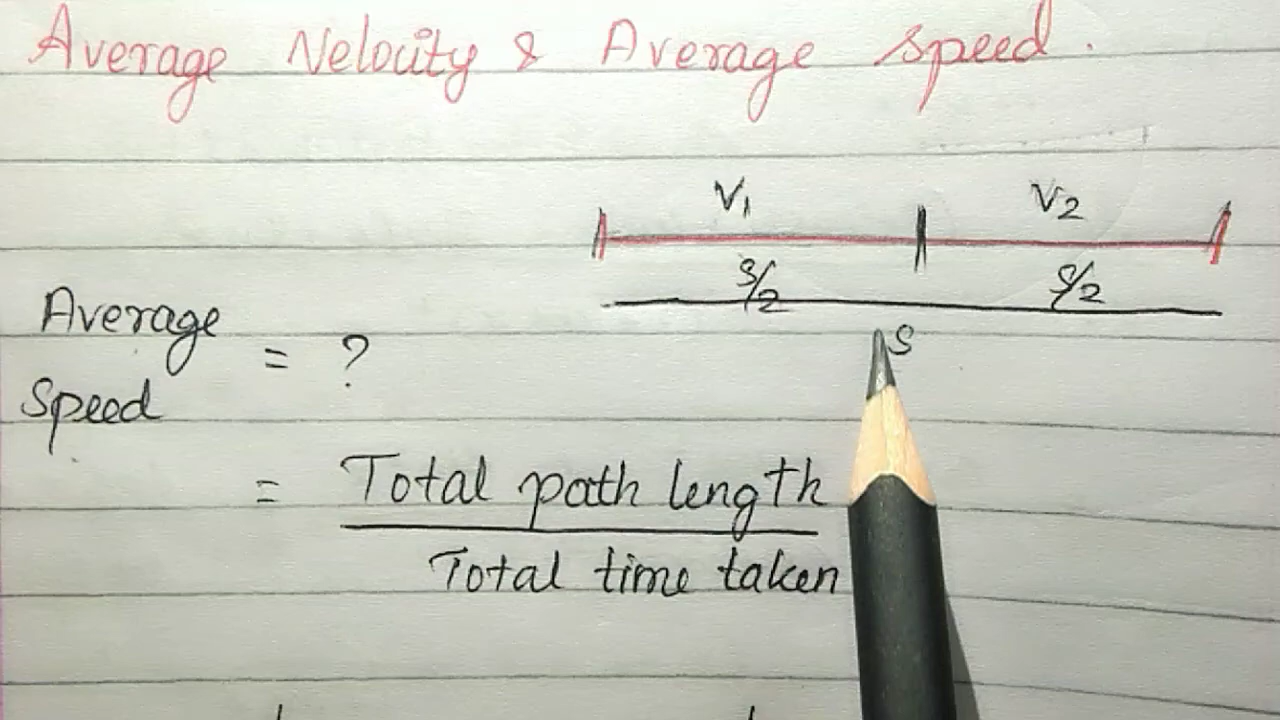 Average Velocity & Average Speed.
V1 V2
S/2 S/2
S
Average
Speed = ?
= Total path length
Total time taken